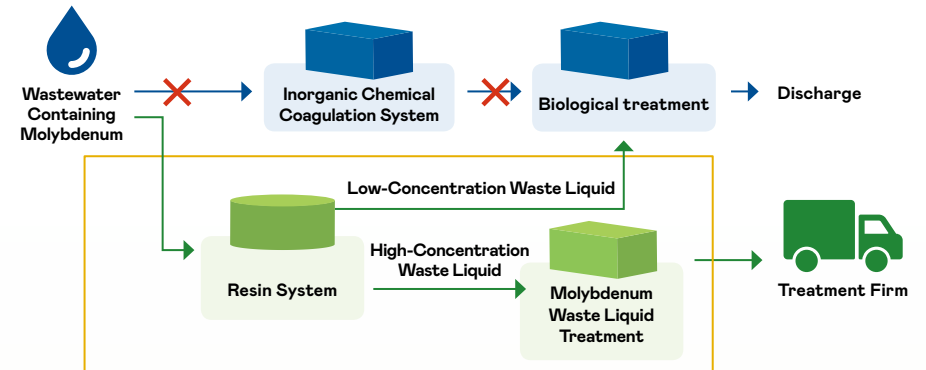 Wastewater
Containing
Molybdenum
Inorganic Chemical
Coagulation System
Biological treatment
Discharge
Low-Concentration Waste Liquid
High-Concentration
Waste Liquid
Resin System
Molybdenum
Waste Liquid
Treatment
Treatment Firm